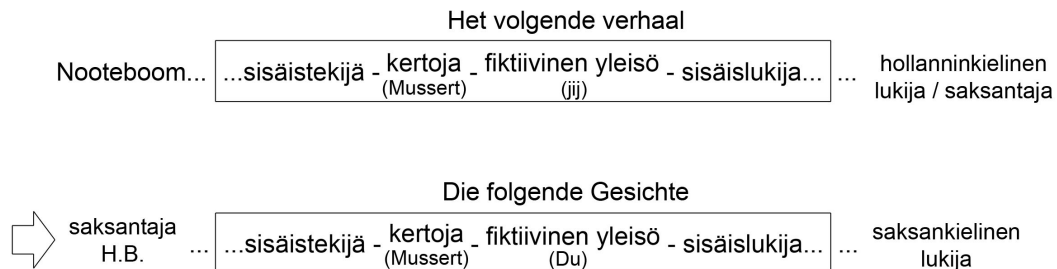 Het volgende verhaal
Nooteboom... ...sisäistekijä - kertoja - fiktiivinen yleisö - sisäislukija... ... hollanninkielinen
(Mussert) (jij) lukija / saksantaja
Die folgende Gesichte
saksantaja ... ...sisäistekijä - kertoja - fiktiivinen yleisö - sisäislukija... ... saksankielinen
H.B. (Mussert) (Du) lukija